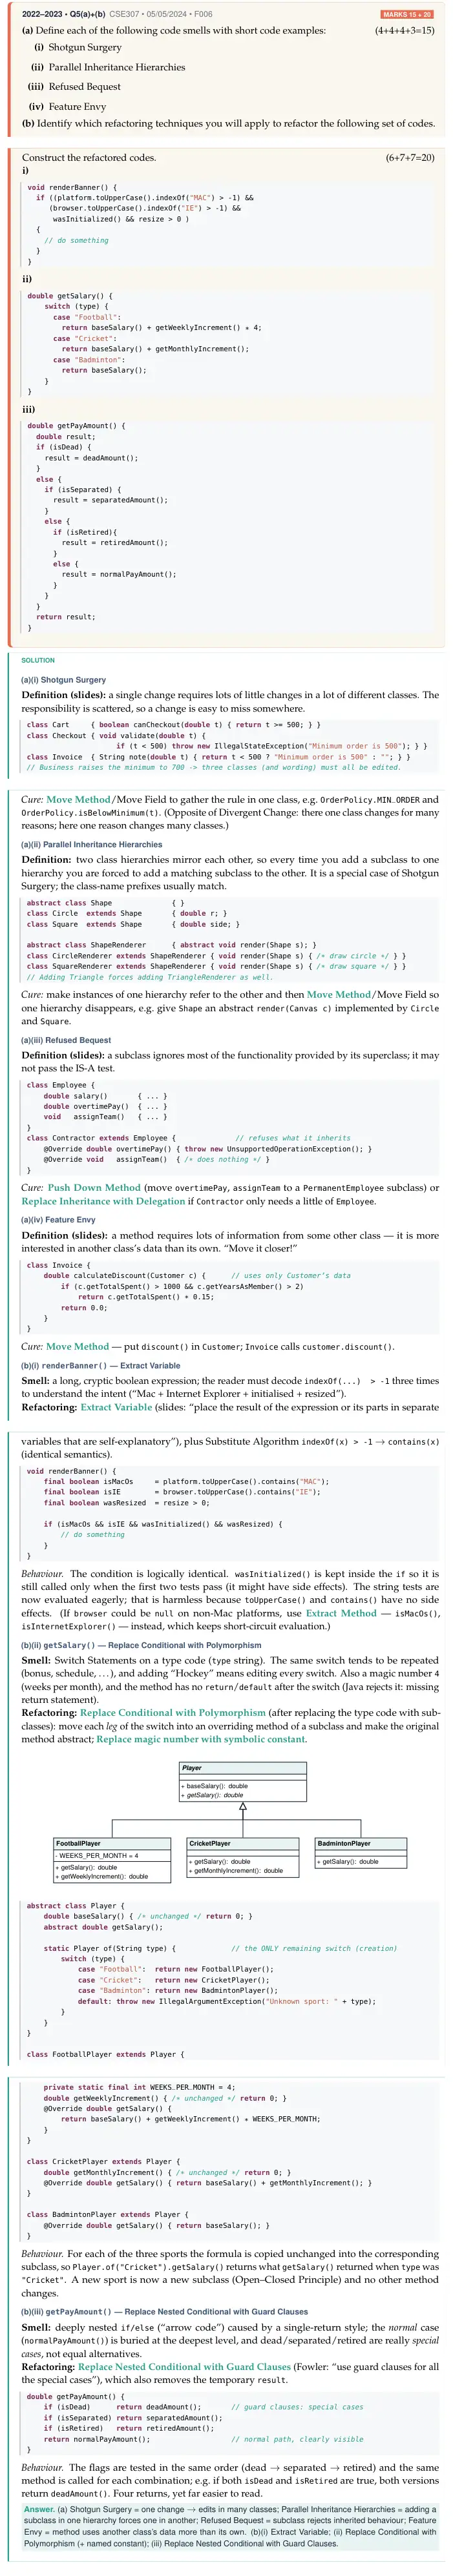 2022–2023 • Q5(a)+(b) CSE307 • 05/05/2024 • F006 MARKS 15 + 20
(a) Define each of the following code smells with short code examples: (4+4+4+3=15)
(i) Shotgun Surgery
(ii) Parallel Inheritance Hierarchies
(iii) Refused Bequest
(iv) Feature Envy
(b) Identify which refactoring techniques you will apply to refactor the following set of codes.
Construct the refactored codes. (6+7+7=20)
i)
void renderBanner() {
if ((platform.toUpperCase().indexOf("MAC") > -1) &&
(browser.toUpperCase().indexOf("IE") > -1) &&
wasInitialized() && resize > 0 )
{
// do something
}
}
ii)
double getSalary() {
switch (type) {
case "Football":
return baseSalary() + getWeeklyIncrement() * 4;
case "Cricket":
return baseSalary() + getMonthlyIncrement();
case "Badminton":
return baseSalary();
}
}
iii)
double getPayAmount() {
double result;
if (isDead) {
result = deadAmount();
}
else {
if (isSeparated) {
result = separatedAmount();
}
else {
if (isRetired){
result = retiredAmount();
}
else {
result = normalPayAmount();
}
}
}
return result;
}
SOLUTION
(a)(i) Shotgun Surgery
Definition (slides): a single change requires lots of little changes in a lot of different classes. The
responsibility is scattered, so a change is easy to miss somewhere.
class Cart { boolean canCheckout(double t) { return t >= 500; } }
class Checkout { void validate(double t) {
if (t < 500) throw new IllegalStateException("Minimum order is 500"); } }
class Invoice { String note(double t) { return t < 500 ? "Minimum order is 500" : ""; } }
// Business raises the minimum to 700 -> three classes (and wording) must all be edited.
Cure: Move Method/Move Field to gather the rule in one class, e.g. OrderPolicy.MIN_ORDER and
OrderPolicy.isBelowMinimum(t). (Opposite of Divergent Change: there one class changes for many
reasons; here one reason changes many classes.)
(a)(ii) Parallel Inheritance Hierarchies
Definition: two class hierarchies mirror each other, so every time you add a subclass to one
hierarchy you are forced to add a matching subclass to the other. It is a special case of Shotgun
Surgery; the class-name prefixes usually match.
abstract class Shape { }
class Circle extends Shape { double r; }
class Square extends Shape { double side; }
abstract class ShapeRenderer { abstract void render(Shape s); }
class CircleRenderer extends ShapeRenderer { void render(Shape s) { /* draw circle */ } }
class SquareRenderer extends ShapeRenderer { void render(Shape s) { /* draw square */ } }
// Adding Triangle forces adding TriangleRenderer as well.
Cure: make instances of one hierarchy refer to the other and then Move Method/Move Field so
one hierarchy disappears, e.g. give Shape an abstract render(Canvas c) implemented by Circle
and Square.
(a)(iii) Refused Bequest
Definition (slides): a subclass ignores most of the functionality provided by its superclass; it may
not pass the IS-A test.
class Employee {
double salary() { ... }
double overtimePay() { ... }
void assignTeam() { ... }
}
class Contractor extends Employee { // refuses what it inherits
@Override double overtimePay() { throw new UnsupportedOperationException(); }
@Override void assignTeam() { /* does nothing */ }
}
Cure: Push Down Method (move overtimePay, assignTeam to a PermanentEmployee subclass) or
Replace Inheritance with Delegation if Contractor only needs a little of Employee.
(a)(iv) Feature Envy
Definition (slides): a method requires lots of information from some other class — it is more
interested in another class's data than its own. "Move it closer!"
class Invoice {
double calculateDiscount(Customer c) { // uses only Customer's data
if (c.getTotalSpent() > 1000 && c.getYearsAsMember() > 2)
return c.getTotalSpent() * 0.15;
return 0.0;
}
}
Cure: Move Method — put discount() in Customer; Invoice calls customer.discount().
(b)(i) renderBanner() — Extract Variable
Smell: a long, cryptic boolean expression; the reader must decode indexOf(...) > -1 three times
to understand the intent ("Mac + Internet Explorer + initialised + resized").
Refactoring: Extract Variable (slides: "place the result of the expression or its parts in separate
variables that are self-explanatory"), plus Substitute Algorithm indexOf(x) > -1 → contains(x)
(identical semantics).
void renderBanner() {
final boolean isMacOs = platform.toUpperCase().contains("MAC");
final boolean isIE = browser.toUpperCase().contains("IE");
final boolean wasResized = resize > 0;
if (isMacOs && isIE && wasInitialized() && wasResized) {
// do something
}
}
Behaviour. The condition is logically identical. wasInitialized() is kept inside the if so it is
still called only when the first two tests pass (it might have side effects). The string tests are
now evaluated eagerly; that is harmless because toUpperCase() and contains() have no side
effects. (If browser could be null on non-Mac platforms, use Extract Method — isMacOs(),
isInternetExplorer() — instead, which keeps short-circuit evaluation.)
(b)(ii) getSalary() — Replace Conditional with Polymorphism
Smell: Switch Statements on a type code (type string). The same switch tends to be repeated
(bonus, schedule, ...), and adding "Hockey" means editing every switch. Also a magic number 4
(weeks per month), and the method has no return/default after the switch (Java rejects it: missing
return statement).
Refactoring: Replace Conditional with Polymorphism (after replacing the type code with sub-
classes): move each leg of the switch into an overriding method of a subclass and make the original
method abstract; Replace magic number with symbolic constant.
Player
+ baseSalary(): double
+ getSalary(): double
FootballPlayer
- WEEKS_PER_MONTH = 4
+ getSalary(): double
+ getWeeklyIncrement(): double
CricketPlayer
+ getSalary(): double
+ getMonthlyIncrement(): double
BadmintonPlayer
+ getSalary(): double
abstract class Player {
double baseSalary() { /* unchanged */ return 0; }
abstract double getSalary();
static Player of(String type) { // the ONLY remaining switch (creation)
switch (type) {
case "Football": return new FootballPlayer();
case "Cricket": return new CricketPlayer();
case "Badminton": return new BadmintonPlayer();
default: throw new IllegalArgumentException("Unknown sport: " + type);
}
}
}
class FootballPlayer extends Player {
private static final int WEEKS_PER_MONTH = 4;
double getWeeklyIncrement() { /* unchanged */ return 0; }
@Override double getSalary() {
return baseSalary() + getWeeklyIncrement() * WEEKS_PER_MONTH;
}
}
class CricketPlayer extends Player {
double getMonthlyIncrement() { /* unchanged */ return 0; }
@Override double getSalary() { return baseSalary() + getMonthlyIncrement(); }
}
class BadmintonPlayer extends Player {
@Override double getSalary() { return baseSalary(); }
}
Behaviour. For each of the three sports the formula is copied unchanged into the corresponding
subclass, so Player.of("Cricket").getSalary() returns what getSalary() returned when type was
"Cricket". A new sport is now a new subclass (Open–Closed Principle) and no other method
changes.
(b)(iii) getPayAmount() — Replace Nested Conditional with Guard Clauses
Smell: deeply nested if/else ("arrow code") caused by a single-return style; the normal case
(normalPayAmount()) is buried at the deepest level, and dead/separated/retired are really special
cases, not equal alternatives.
Refactoring: Replace Nested Conditional with Guard Clauses (Fowler: "use guard clauses for all
the special cases"), which also removes the temporary result.
double getPayAmount() {
if (isDead) return deadAmount(); // guard clauses: special cases
if (isSeparated) return separatedAmount();
if (isRetired) return retiredAmount();
return normalPayAmount(); // normal path, clearly visible
}
Behaviour. The flags are tested in the same order (dead → separated → retired) and the same
method is called for each combination; e.g. if both isDead and isRetired are true, both versions
return deadAmount(). Four returns, yet far easier to read.
Answer. (a) Shotgun Surgery = one change → edits in many classes; Parallel Inheritance Hierarchies = adding a
subclass in one hierarchy forces one in another; Refused Bequest = subclass rejects inherited behaviour; Feature
Envy = method uses another class's data more than its own. (b)(i) Extract Variable; (ii) Replace Conditional with
Polymorphism (+ named constant); (iii) Replace Nested Conditional with Guard Clauses.